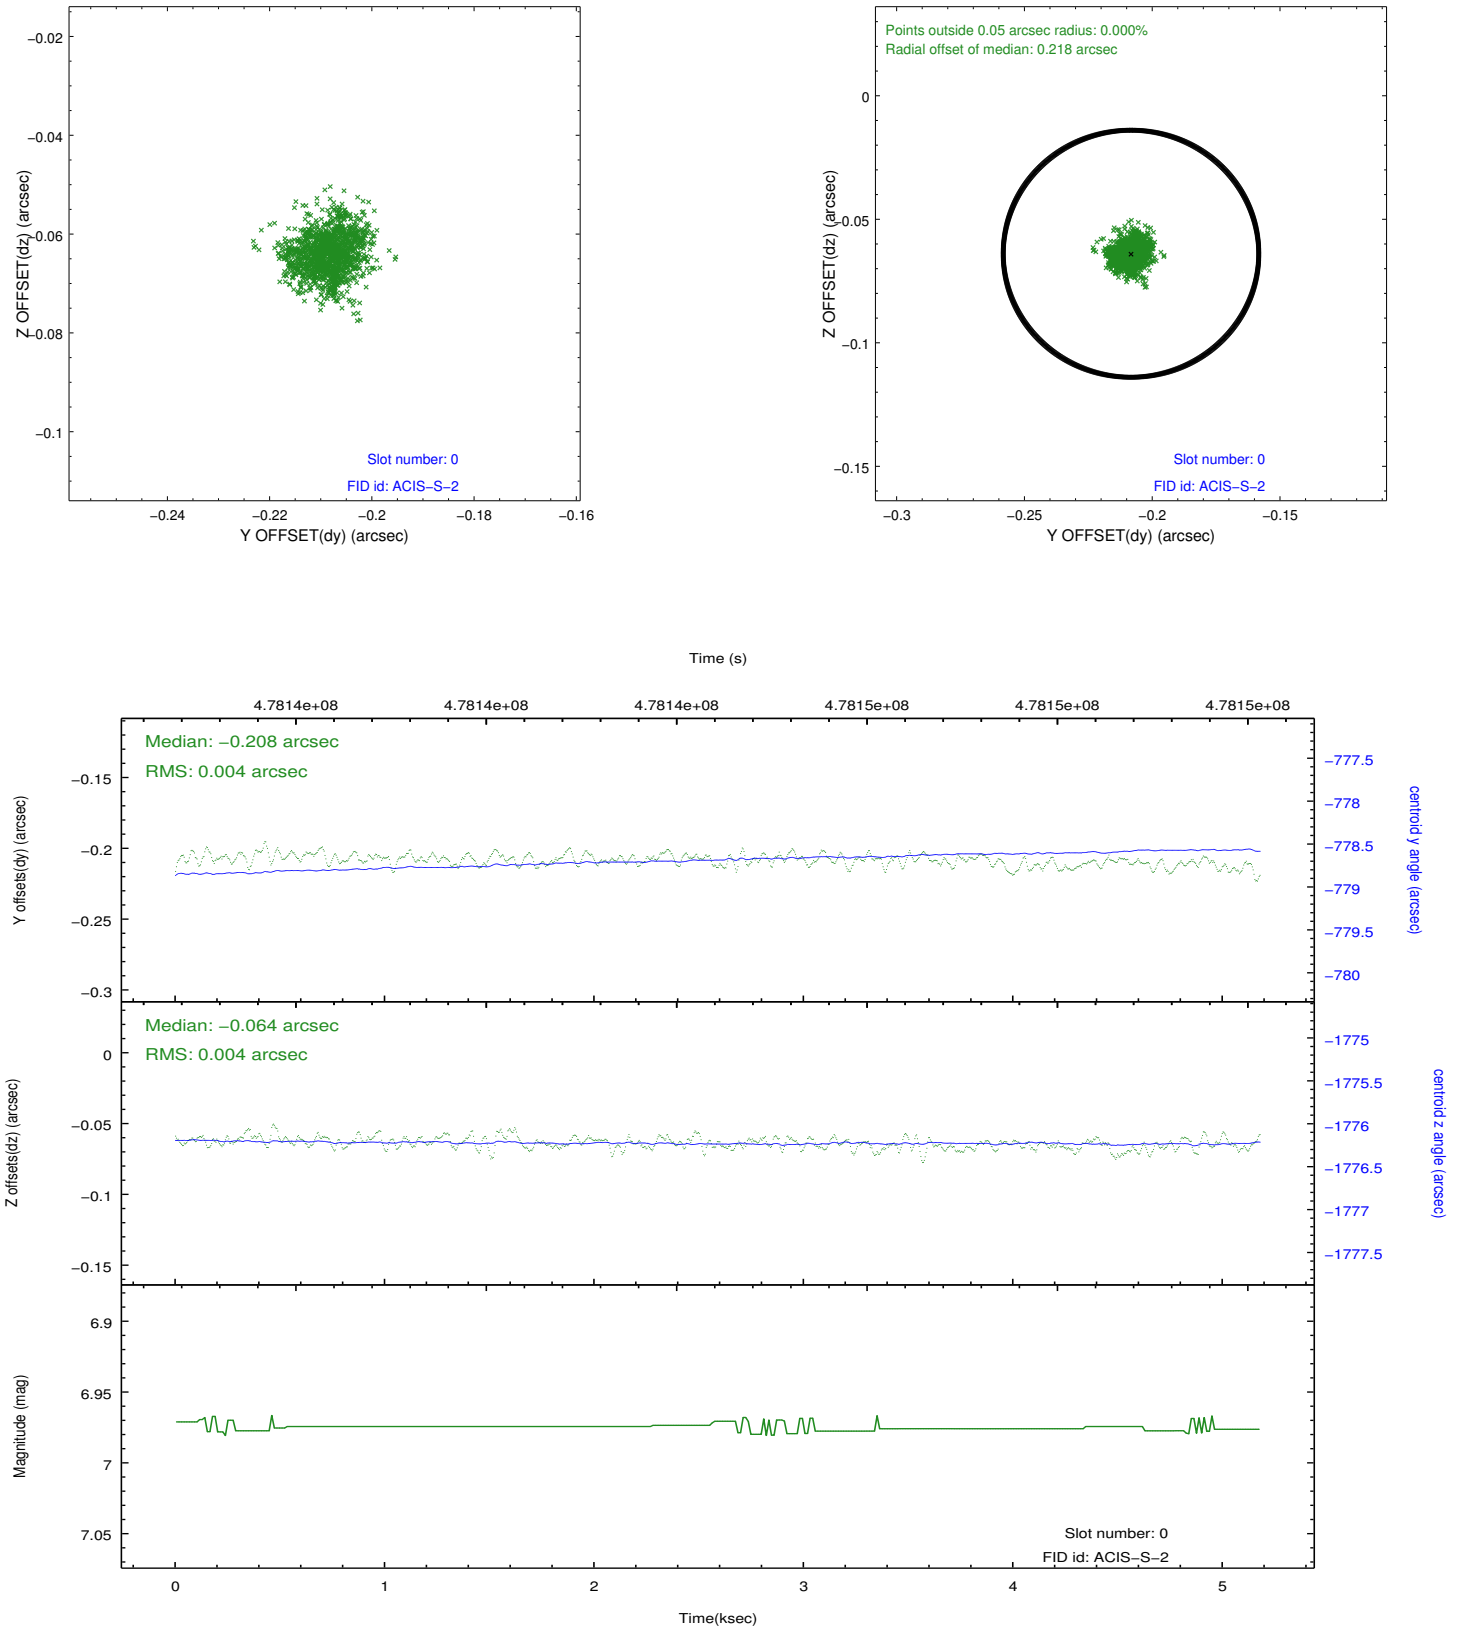 −0.02
−0.04
−0.06
−0.08
−0.1
Z OFFSET(dz) (arcsec)
Slot number: 0
FID id: ACIS−S−2
−0.24
−0.22
−0.2
−0.18
−0.16
Y OFFSET(dy) (arcsec)
Points outside 0.05 arcsec radius: 0.000%
Radial offset of median: 0.218 arcsec
0
−0.05
−0.1
−0.15
Z OFFSET(dz) (arcsec)
Slot number: 0
FID id: ACIS−S−2
−0.3
−0.25
−0.2
−0.15
Y OFFSET(dy) (arcsec)
Time (s)
4.7814e+08
4.7814e+08
4.7814e+08
4.7815e+08
4.7815e+08
4.7815e+08
Median: −0.208 arcsec
RMS: 0.004 arcsec
−0.15
−0.2
−0.25
−0.3
Y offsets(dy) (arcsec)
−777.5
−778
−778.5
−779
−779.5
−780
centroid y angle (arcsec)
Median: −0.064 arcsec
RMS: 0.004 arcsec
0
−0.05
−0.1
−0.15
Z offsets(dz) (arcsec)
−1775
−1775.5
−1776
−1776.5
−1777
−1777.5
centroid z angle (arcsec)
6.9
6.95
7
7.05
Magnitude (mag)
Slot number: 0
FID id: ACIS−S−2
0
1
2
3
4
5
Time(ksec)